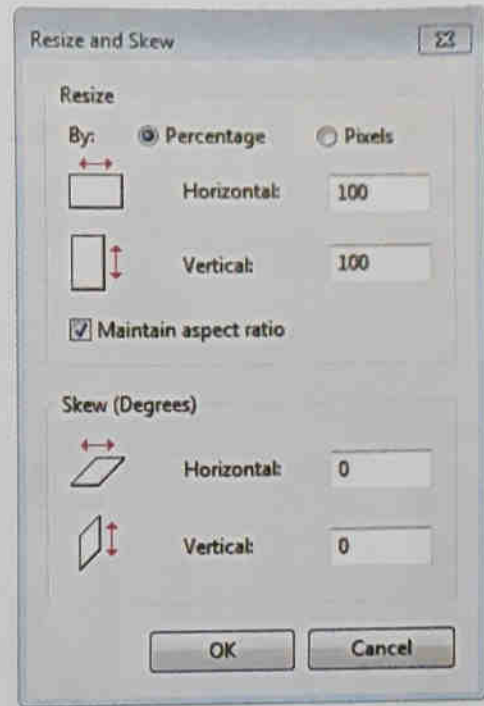 Resize and Skew
Resize
By: Percentage Pixels
Horizontal: 100
Vertical: 100
Maintain aspect ratio
Skew (Degrees)
Horizontal: 0
Vertical: 0
OK Cancel